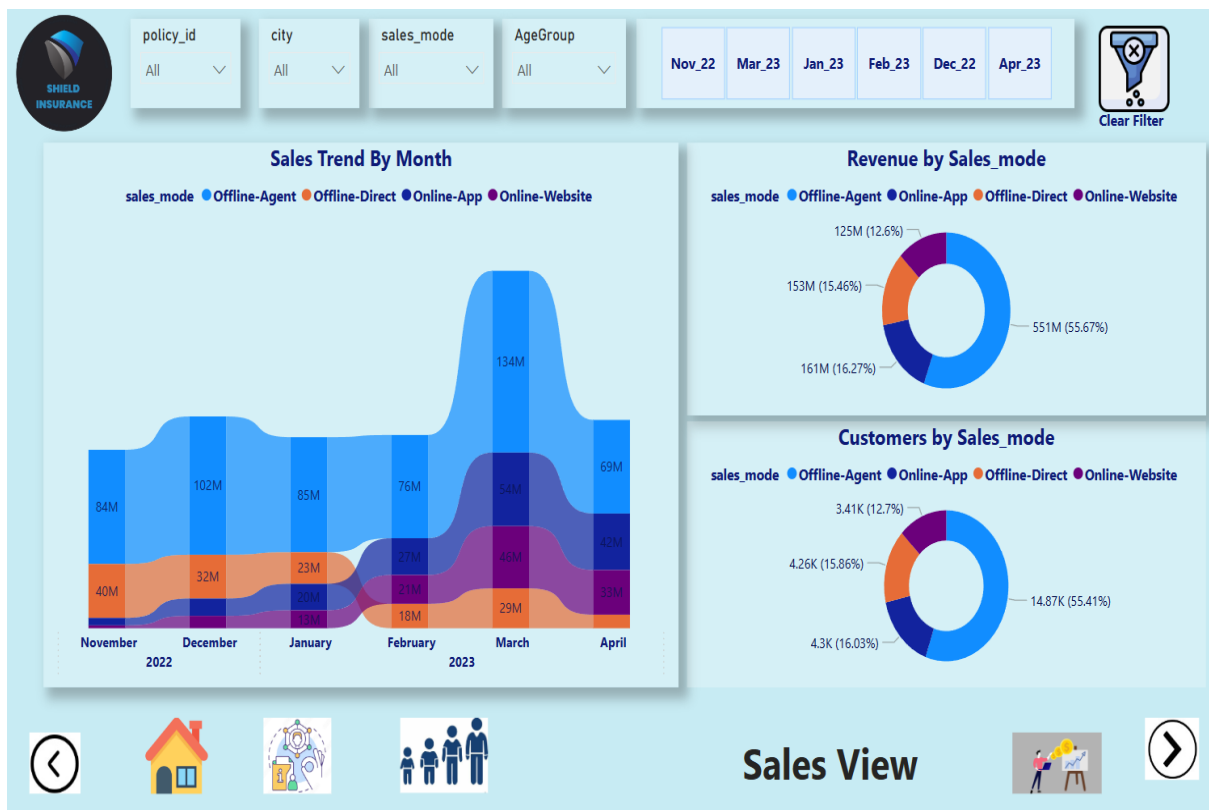 SHIELD
INSURANCE
policy_id
All
city
All
sales_mode
All
AgeGroup
All
Nov_22 Mar_23 Jan_23 Feb_23 Dec_22 Apr_23
Clear Filter
Sales Trend By Month
sales_mode Offline-Agent Offline-Direct Online-App Online-Website
134M
102M
84M
85M
76M
69M
54M
42M
40M
32M
23M
27M
46M
33M
20M
21M
13M
18M
29M
November December January February March April
2022 2023
Revenue by Sales_mode
sales_mode Offline-Agent Online-App Offline-Direct Online-Website
125M (12.6%)
153M (15.46%)
551M (55.67%)
161M (16.27%)
Customers by Sales_mode
sales_mode Offline-Agent Online-App Offline-Direct Online-Website
3.41K (12.7%)
4.26K (15.86%)
14.87K (55.41%)
4.3K (16.03%)
Sales View